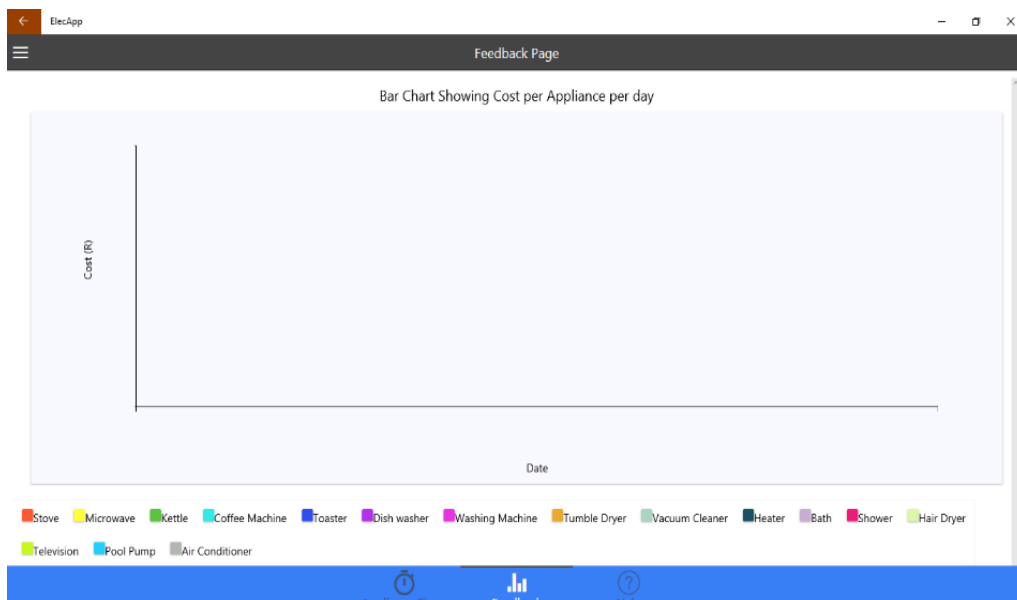 ElecApp
Feedback Page
Bar Chart Showing Cost per Appliance per day
Cost (R)
Date
Stove Microwave Kettle Coffee Machine Toaster Dish washer Washing Machine Tumble Dryer Vacuum Cleaner Heater Bath Shower Hair Dryer
Television Pool Pump Air Conditioner